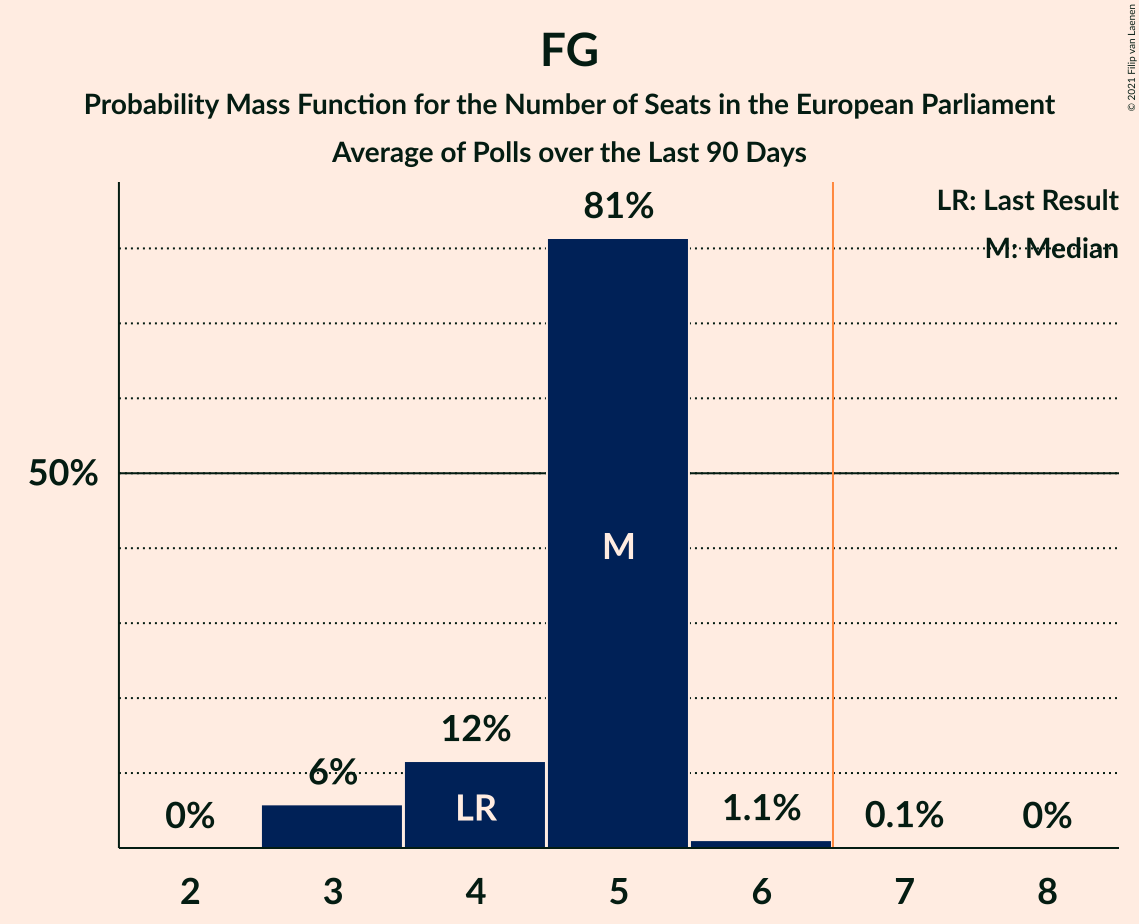 FG
Probability Mass Function for the Number of Seats in the European Parliament
Average of Polls over the Last 90 Days
© 2021 Filip van Laenen
LR: Last Result
M: Median
81%
50%
M
12%
6%
LR
0%
1.1%
0.1%
0%
2 3 4 5 6 7 8